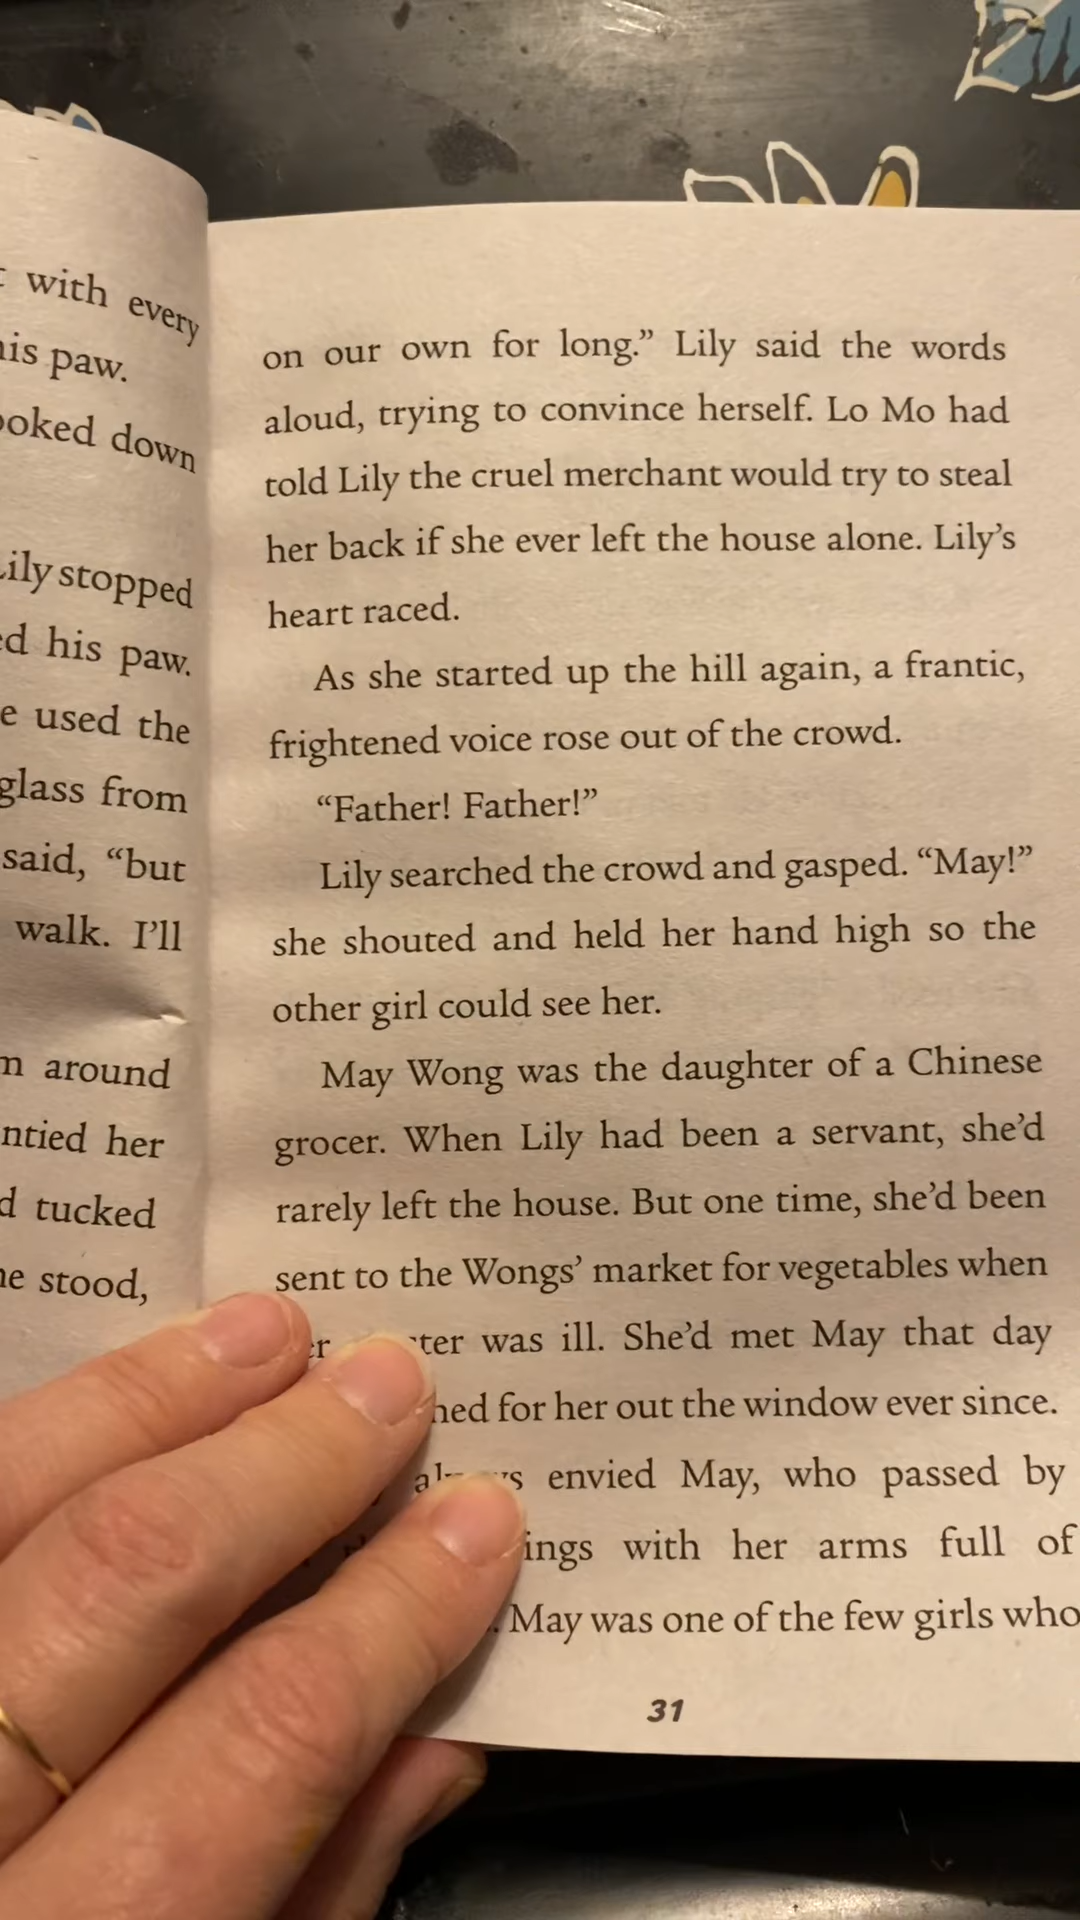 with every
his paw.
looked down
Lily stopped
his paw.
used the
glass from
said, “but
walk. I’ll
around
her
tucked
stood,
on our own for long.” Lily said the words
aloud, trying to convince herself. Lo Mo had
told Lily the cruel merchant would try to steal
her back if she ever left the house alone. Lily’s
heart raced.
As she started up the hill again, a frantic,
frightened voice rose out of the crowd.
“Father! Father!”
Lily searched the crowd and gasped. “May!”
she shouted and held her hand high so the
other girl could see her.
May Wong was the daughter of a Chinese
grocer. When Lily had been a servant, she’d
rarely left the house. But one time, she’d been
sent to the Wongs’ market for vegetables when
was ill. She’d met May that day
for her out the window ever since.
always envied May, who passed by
with her arms full of
May was one of the few girls who
31